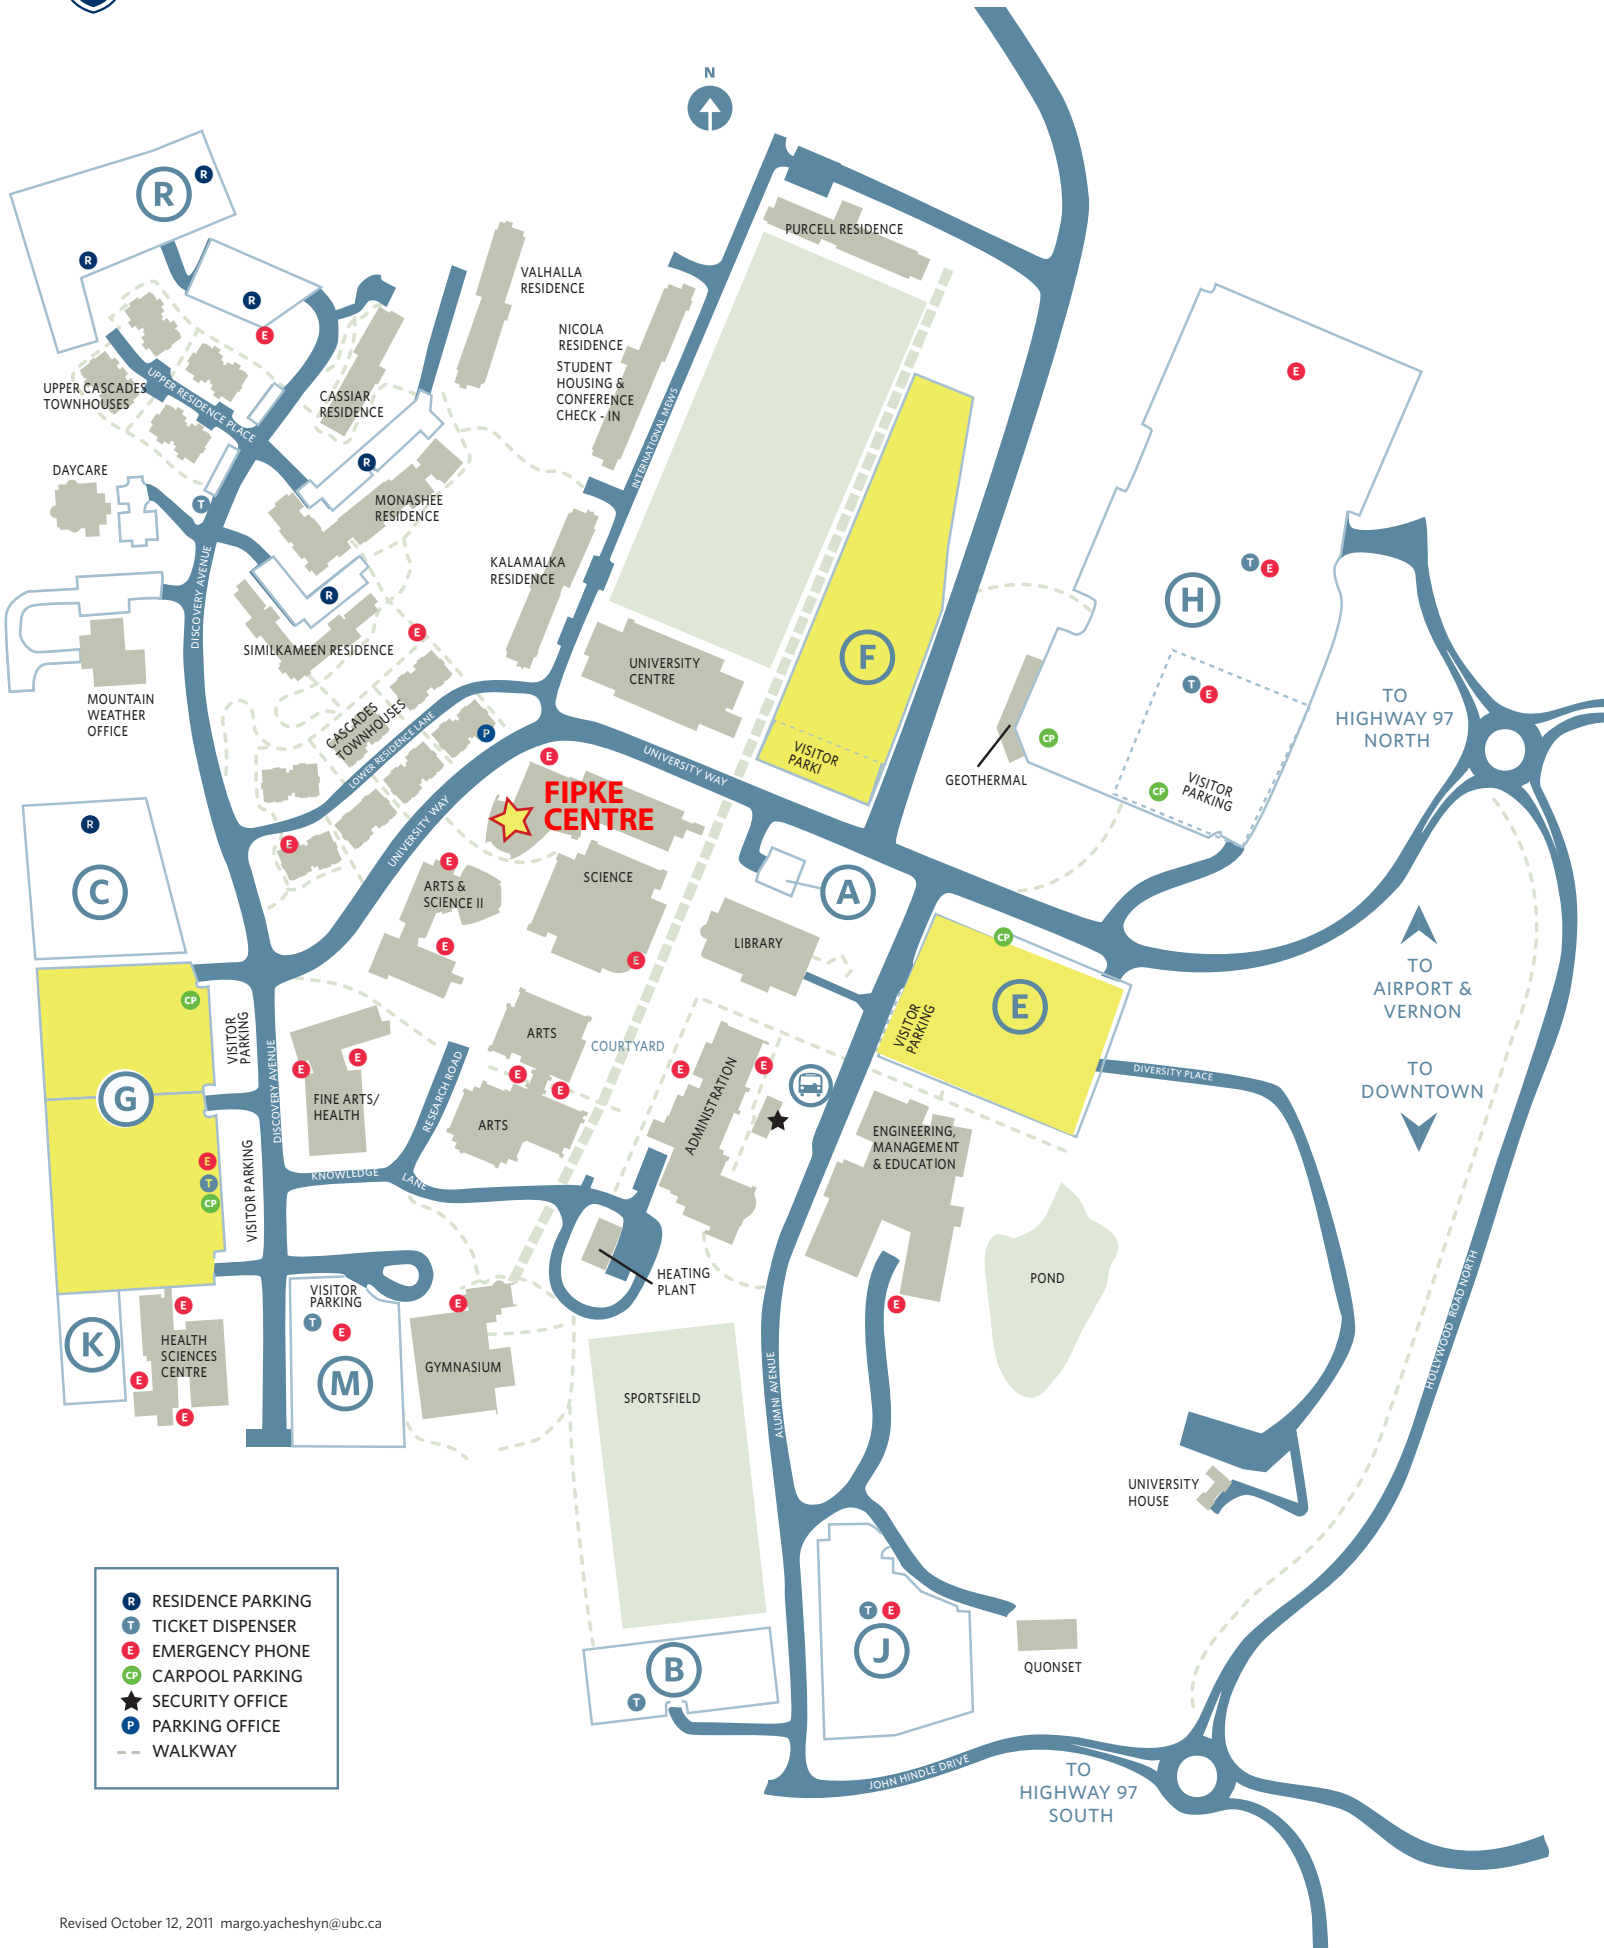 N
R
R
R
R
E
PURCELL RESIDENCE
VALHALLA
RESIDENCE
NICOLA
RESIDENCE
STUDENT
HOUSING &
CONFERENCE
CHECK - IN
INTERNATIONAL MEWS
UPPER CASCADES
TOWNHOUSES
UPPER RESIDENCE PLACE
CASSIAR
RESIDENCE
E
DAYCARE
R
T
MONASHEE
RESIDENCE
KALAMALKA
RESIDENCE
T
E
H
R
DISCOVERY AVENUE
SIMILKAMEEN RESIDENCE
E
UNIVERSITY
CENTRE
F
T
E
MOUNTAIN
WEATHER
OFFICE
CASCADES
TOWNHOUSES
LOWER RESIDENCE LANE
P
TO
HIGHWAY 97
NORTH
CP
E
UNIVERSITY WAY
VISITOR
PARKI
GEOTHERMAL
CP
VISITOR
PARKING
FIPKE
CENTRE
UNIVERSITY WAY
R
E
C
E
ARTS &
SCIENCE II
SCIENCE
A
E
E
LIBRARY
CP
E
TO
AIRPORT &
VERNON
CP
VISITOR
PARKING
VISITOR
PARKING
ARTS
COURTYARD
DISCOVERY AVENUE
E
E
RESEARCH ROAD
E
E
E
E
ADMINISTRATION
DIVERSITY PLACE
TO
DOWNTOWN
G
FINE ARTS/
HEALTH
ARTS
ENGINEERING,
MANAGEMENT
& EDUCATION
E
T
CP
VISITOR PARKING
KNOWLEDGE
LANE
HEATING
PLANT
POND
E
VISITOR
PARKING
T
E
E
E
K
HEALTH
SCIENCES
CENTRE
E
E
M
GYMNASIUM
SPORTSFIELD
ALUMNI AVENUE
HOLLYWOOD ROAD NORTH
UNIVERSITY
HOUSE
R RESIDENCE PARKING
T TICKET DISPENSER
E EMERGENCY PHONE
CP CARPOOL PARKING
SECURITY OFFICE
P PARKING OFFICE
WALKWAY
T
E
J
B
T
QUONSET
JOHN HINDLE DRIVE
TO
HIGHWAY 97
SOUTH
Revised October 12, 2011 margo.yacheshyn@ubc.ca